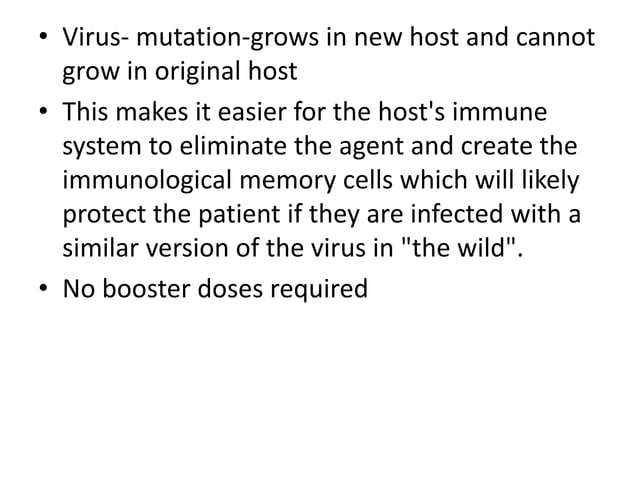 • Virus- mutation-grows in new host and cannot
grow in original host
• This makes it easier for the host's immune
system to eliminate the agent and create the
immunological memory cells which will likely
protect the patient if they are infected with a
similar version of the virus in "the wild".
• No booster doses required